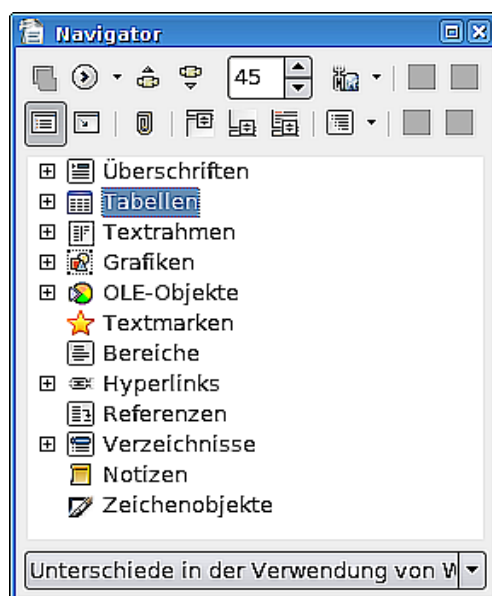 Navigator
45
Überschriften
Tabellen
Textrahmen
Grafiken
OLE-Objekte
Textmarken
Bereiche
Hyperlinks
Referenzen
Verzeichnisse
Notizen
Zeichenobjekte
Unterschiede in der Verwendung von W